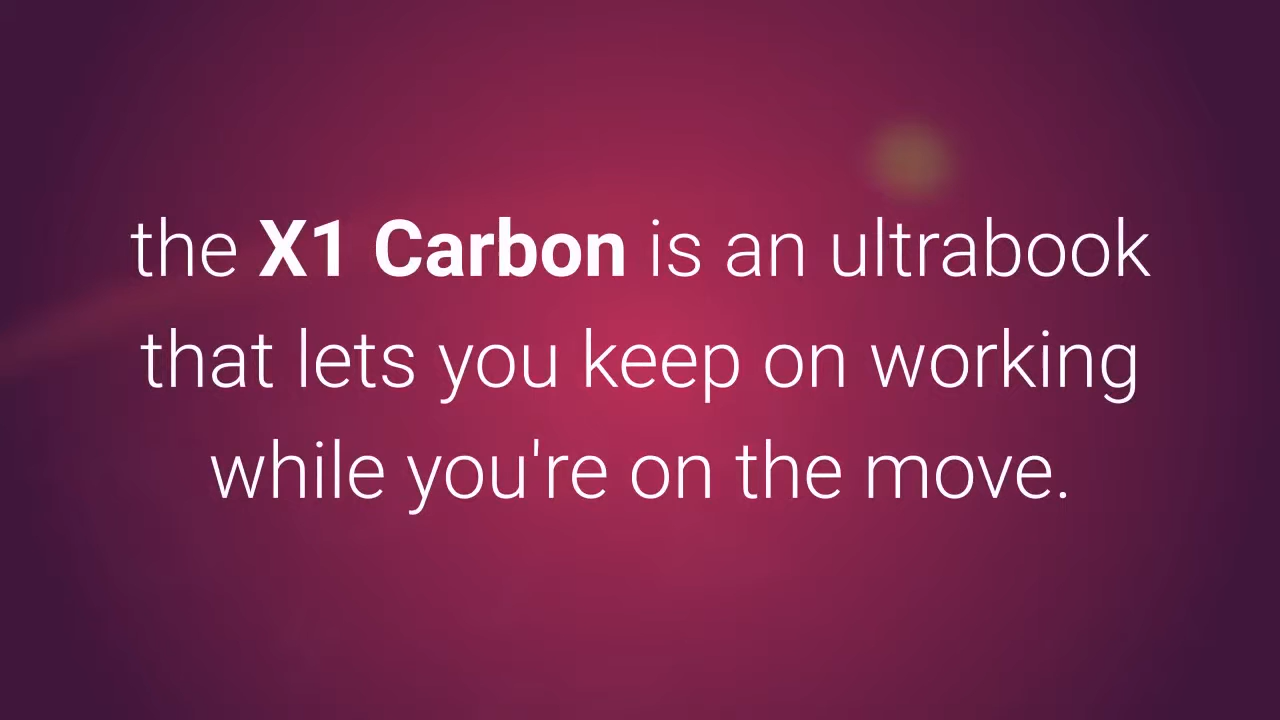 the X1 Carbon is an ultrabook
that lets you keep on working
while you're on the move.